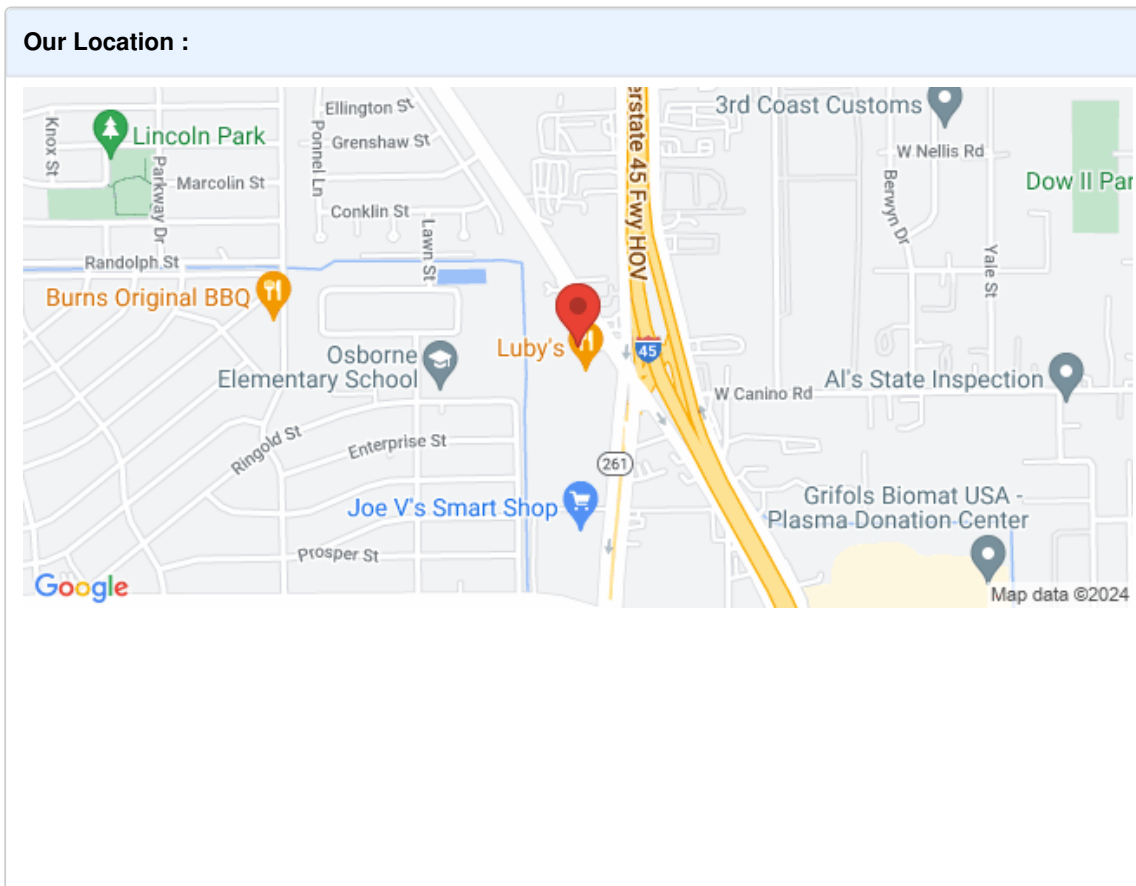 Our Location :
Ellington St
3rd Coast Customs
Knox St
Lincoln Park
Ponnel Ln
Grenshaw St
erstate 45 Fwy HOV
W Nellis Rd
Parkway Dr
Marcolin St
Dow II Par
Berwyn Dr
Conklin St
Lawn St
Randolph St
Yale St
Burns Original BBQ
Luby's
45
Osborne
Elementary School
Al's State Inspection
W Canino Rd
Ringold St
Enterprise St
261
Joe V's Smart Shop
Grifols Biomat USA -
Plasma Donation Center
Prosper St
Google
Map data ©2024